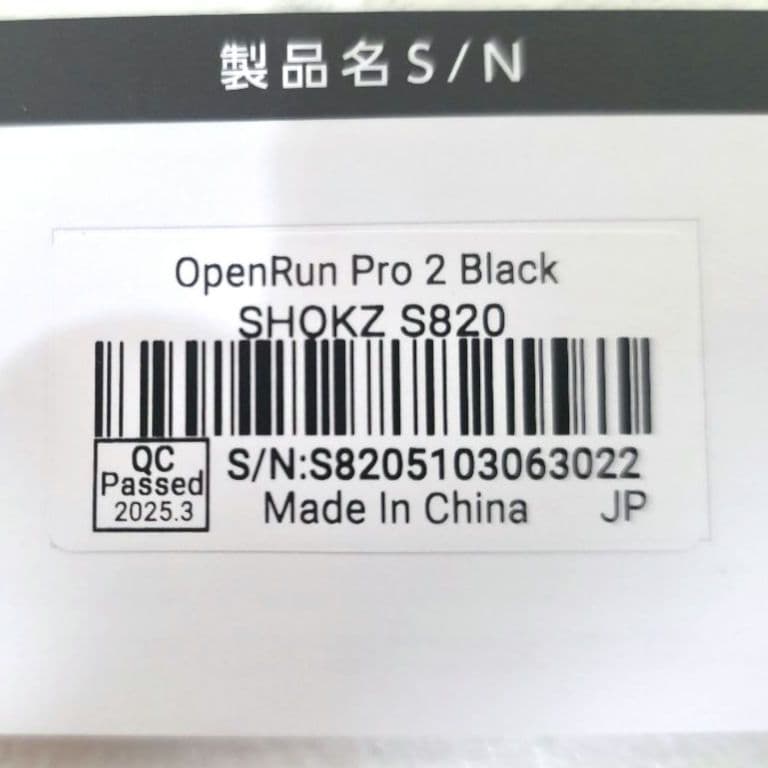 製品名S/N
OpenRun Pro 2 Black
SHOKZ S820
QC
Passed
2025.3
S/N:S8205103063022
Made In China JP